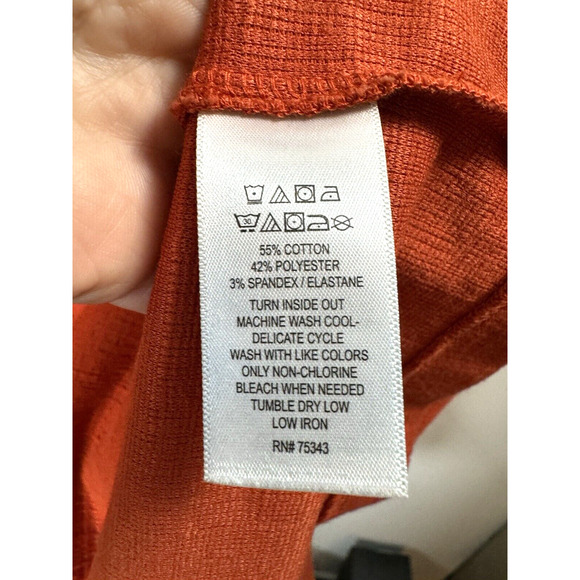 30
55% COTTON
42% POLYESTER
3% SPANDEX / ELASTANE
TURN INSIDE OUT
MACHINE WASH COOL-
DELICATE CYCLE
WASH WITH LIKE COLORS
ONLY NON-CHLORINE
BLEACH WHEN NEEDED
TUMBLE DRY LOW
LOW IRON
RN# 75343